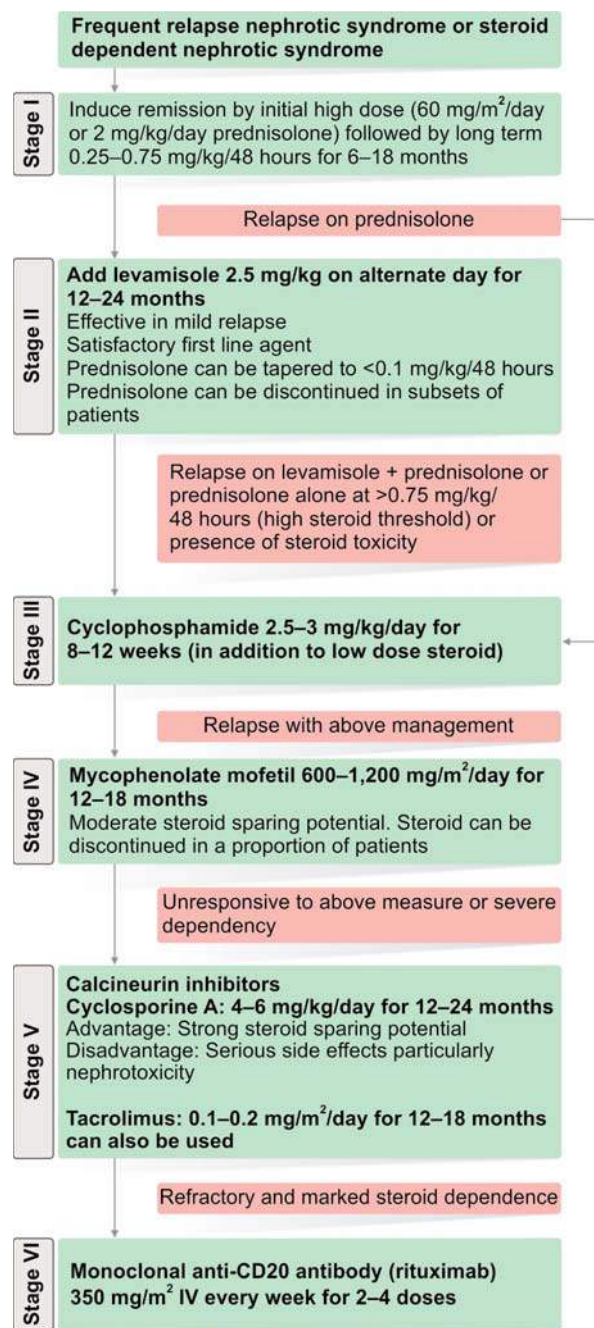 Frequent relapse nephrotic syndrome or steroid
dependent nephrotic syndrome
Stage I
Induce remission by initial high dose (60 mg/m²/day
or 2 mg/kg/day prednisolone) followed by long term
0.25–0.75 mg/kg/48 hours for 6–18 months
Relapse on prednisolone
Stage II
Add levamisole 2.5 mg/kg on alternate day for
12–24 months
Effective in mild relapse
Satisfactory first line agent
Prednisolone can be tapered to <0.1 mg/kg/48 hours
Prednisolone can be discontinued in subsets of
patients
Relapse on levamisole + prednisolone or
prednisolone alone at >0.75 mg/kg/
48 hours (high steroid threshold) or
presence of steroid toxicity
Stage III
Cyclophosphamide 2.5–3 mg/kg/day for
8–12 weeks (in addition to low dose steroid)
Relapse with above management
Stage IV
Mycophenolate mofetil 600–1,200 mg/m²/day for
12–18 months
Moderate steroid sparing potential. Steroid can be
discontinued in a proportion of patients
Unresponsive to above measure or severe
dependency
Stage V
Calcineurin inhibitors
Cyclosporine A: 4–6 mg/kg/day for 12–24 months
Advantage: Strong steroid sparing potential
Disadvantage: Serious side effects particularly
nephrotoxicity
Tacrolimus: 0.1–0.2 mg/m²/day for 12–18 months
can also be used
Refractory and marked steroid dependence
Stage VI
Monoclonal anti-CD20 antibody (rituximab)
350 mg/m² IV every week for 2–4 doses